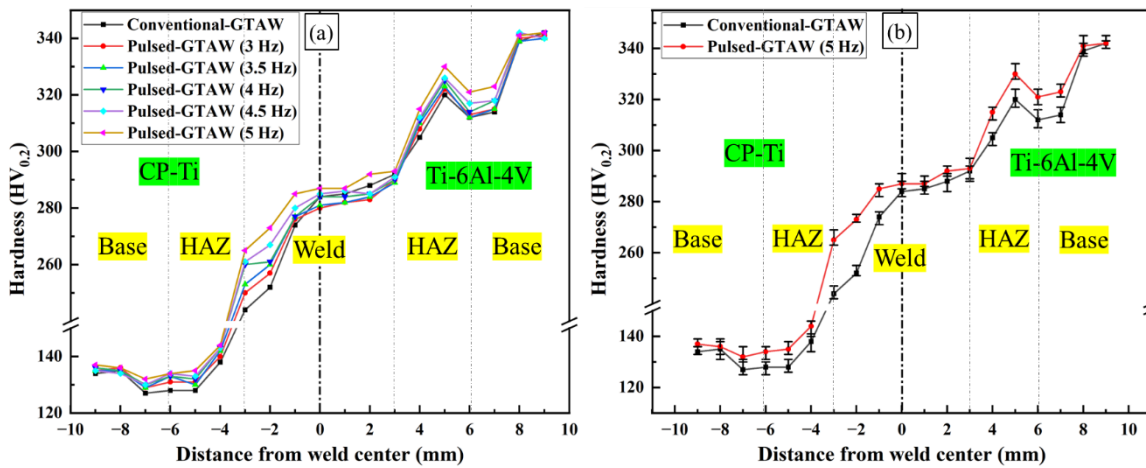 Conventional-GTAW
Pulsed-GTAW (3 Hz)
Pulsed-GTAW (3.5 Hz)
Pulsed-GTAW (4 Hz)
Pulsed-GTAW (4.5 Hz)
Pulsed-GTAW (5 Hz)
(a)
340
320
300
280
260
140
120
Hardness (HV0.2)
CP-Ti
Ti-6Al-4V
Base
HAZ
Weld
HAZ
Base
−10 −8 −6 −4 −2 0 2 4 6 8 10
Distance from weld center (mm)
Conventional-GTAW
Pulsed-GTAW (5 Hz)
(b)
340
320
300
280
260
140
120
Hardness (HV0.2)
CP-Ti
Ti-6Al-4V
Base
HAZ
Weld
HAZ
Base
−10 −8 −6 −4 −2 0 2 4 6 8 10
Distance from weld center (mm)